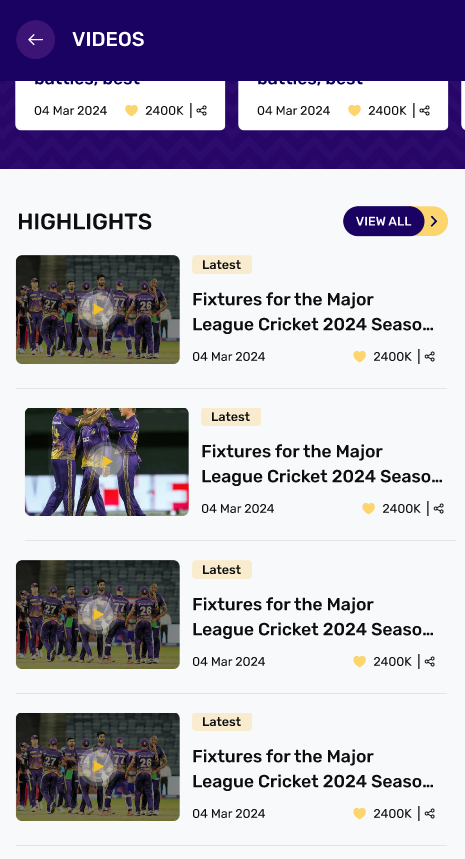 VIDEOS
battles, best
battles, best
04 Mar 2024 2400K
04 Mar 2024 2400K
HIGHLIGHTS
VIEW ALL
Latest
Fixtures for the Major
League Cricket 2024 Seaso...
04 Mar 2024 2400K
Latest
Fixtures for the Major
League Cricket 2024 Seaso...
04 Mar 2024 2400K
Latest
Fixtures for the Major
League Cricket 2024 Seaso...
04 Mar 2024 2400K
Latest
Fixtures for the Major
League Cricket 2024 Seaso...
04 Mar 2024 2400K